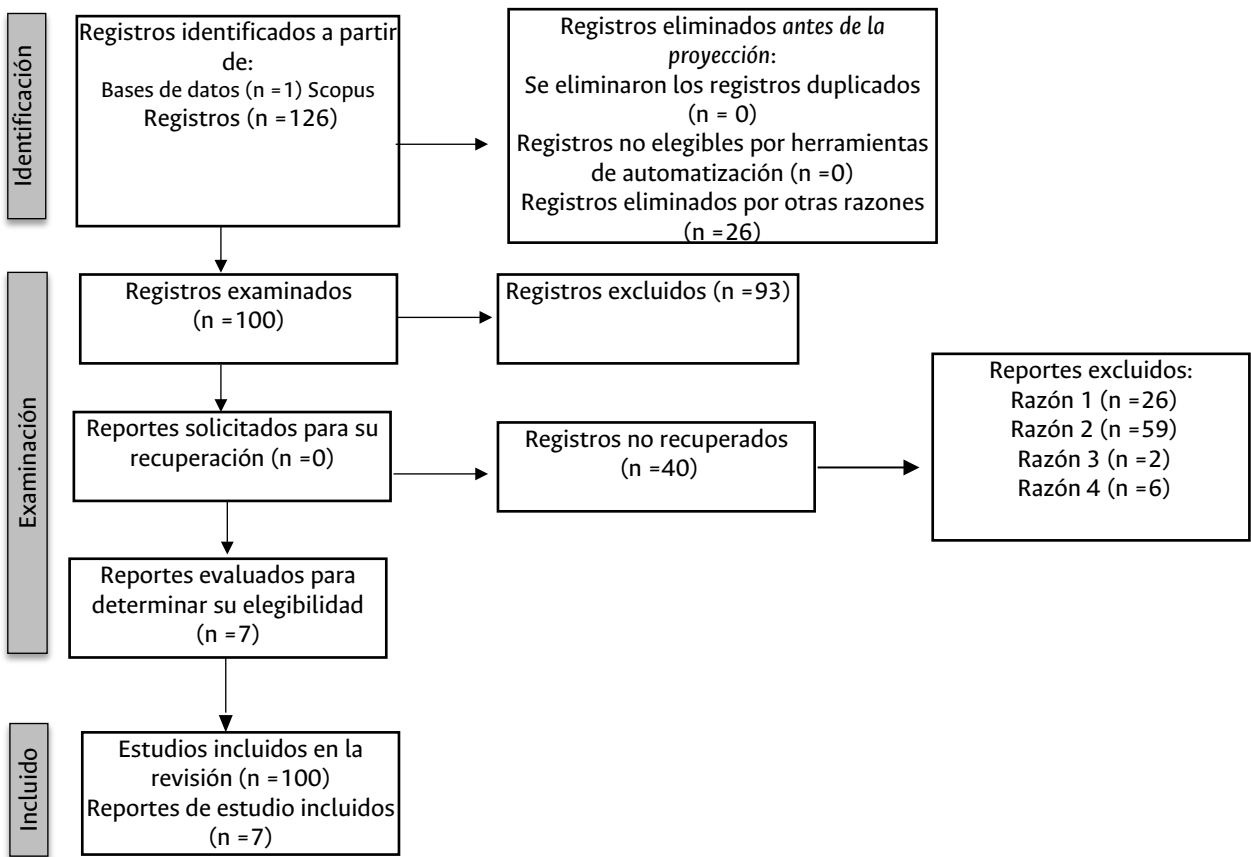 Identificación
Registros identificados a partir
de:
Bases de datos (n =1) Scopus
Registros (n =126)
Registros eliminados antes de la
proyección:
Se eliminaron los registros duplicados
(n = 0)
Registros no elegibles por herramientas
de automatización (n =0)
Registros eliminados por otras razones
(n =26)
Examinación
Registros examinados
(n =100)
Registros excluidos (n =93)
Reportes solicitados para su
recuperación (n =0)
Registros no recuperados
(n =40)
Reportes excluidos:
Razón 1 (n =26)
Razón 2 (n =59)
Razón 3 (n =2)
Razón 4 (n =6)
Reportes evaluados para
determinar su elegibilidad
(n =7)
Incluido
Estudios incluidos en la
revisión (n =100)
Reportes de estudio incluidos
(n =7)